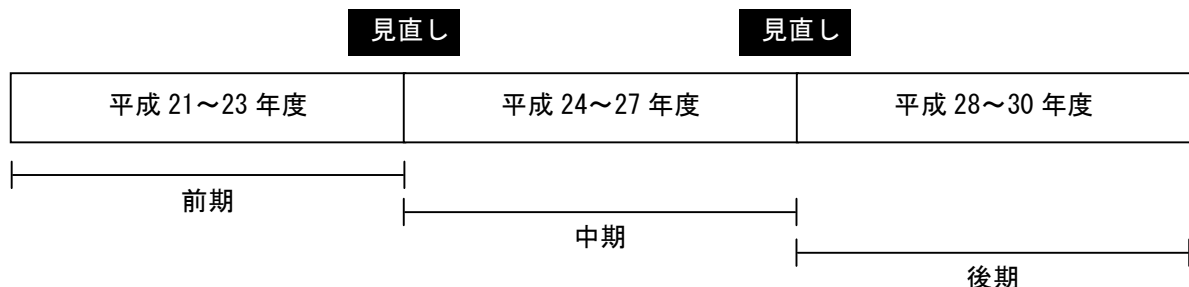 見直し
見直し
平成 21～23 年度
平成 24～27 年度
平成 28～30 年度
前期
中期
後期